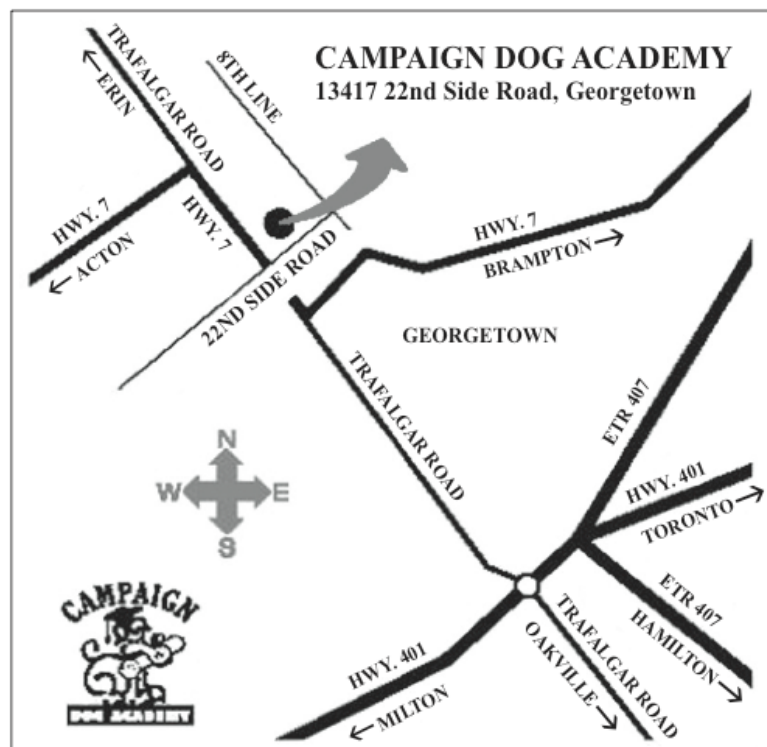 CAMPAIGN DOG ACADEMY
13417 22nd Side Road, Georgetown
TRAFALGAR ROAD
← ERIN
8TH LINE
HWY. 7
← ACTON
HWY. 7
22ND SIDE ROAD
HWY. 7
BRAMPTON →
GEORGETOWN
TRAFALGAR ROAD
ETR 407
HWY. 401
TORONTO →
N
W E
S
ETR 407
HAMILTON →
TRAFALGAR ROAD
OAKVILLE →
HWY. 401
← MILTON
CAMPAIGN
DOG ACADEMY